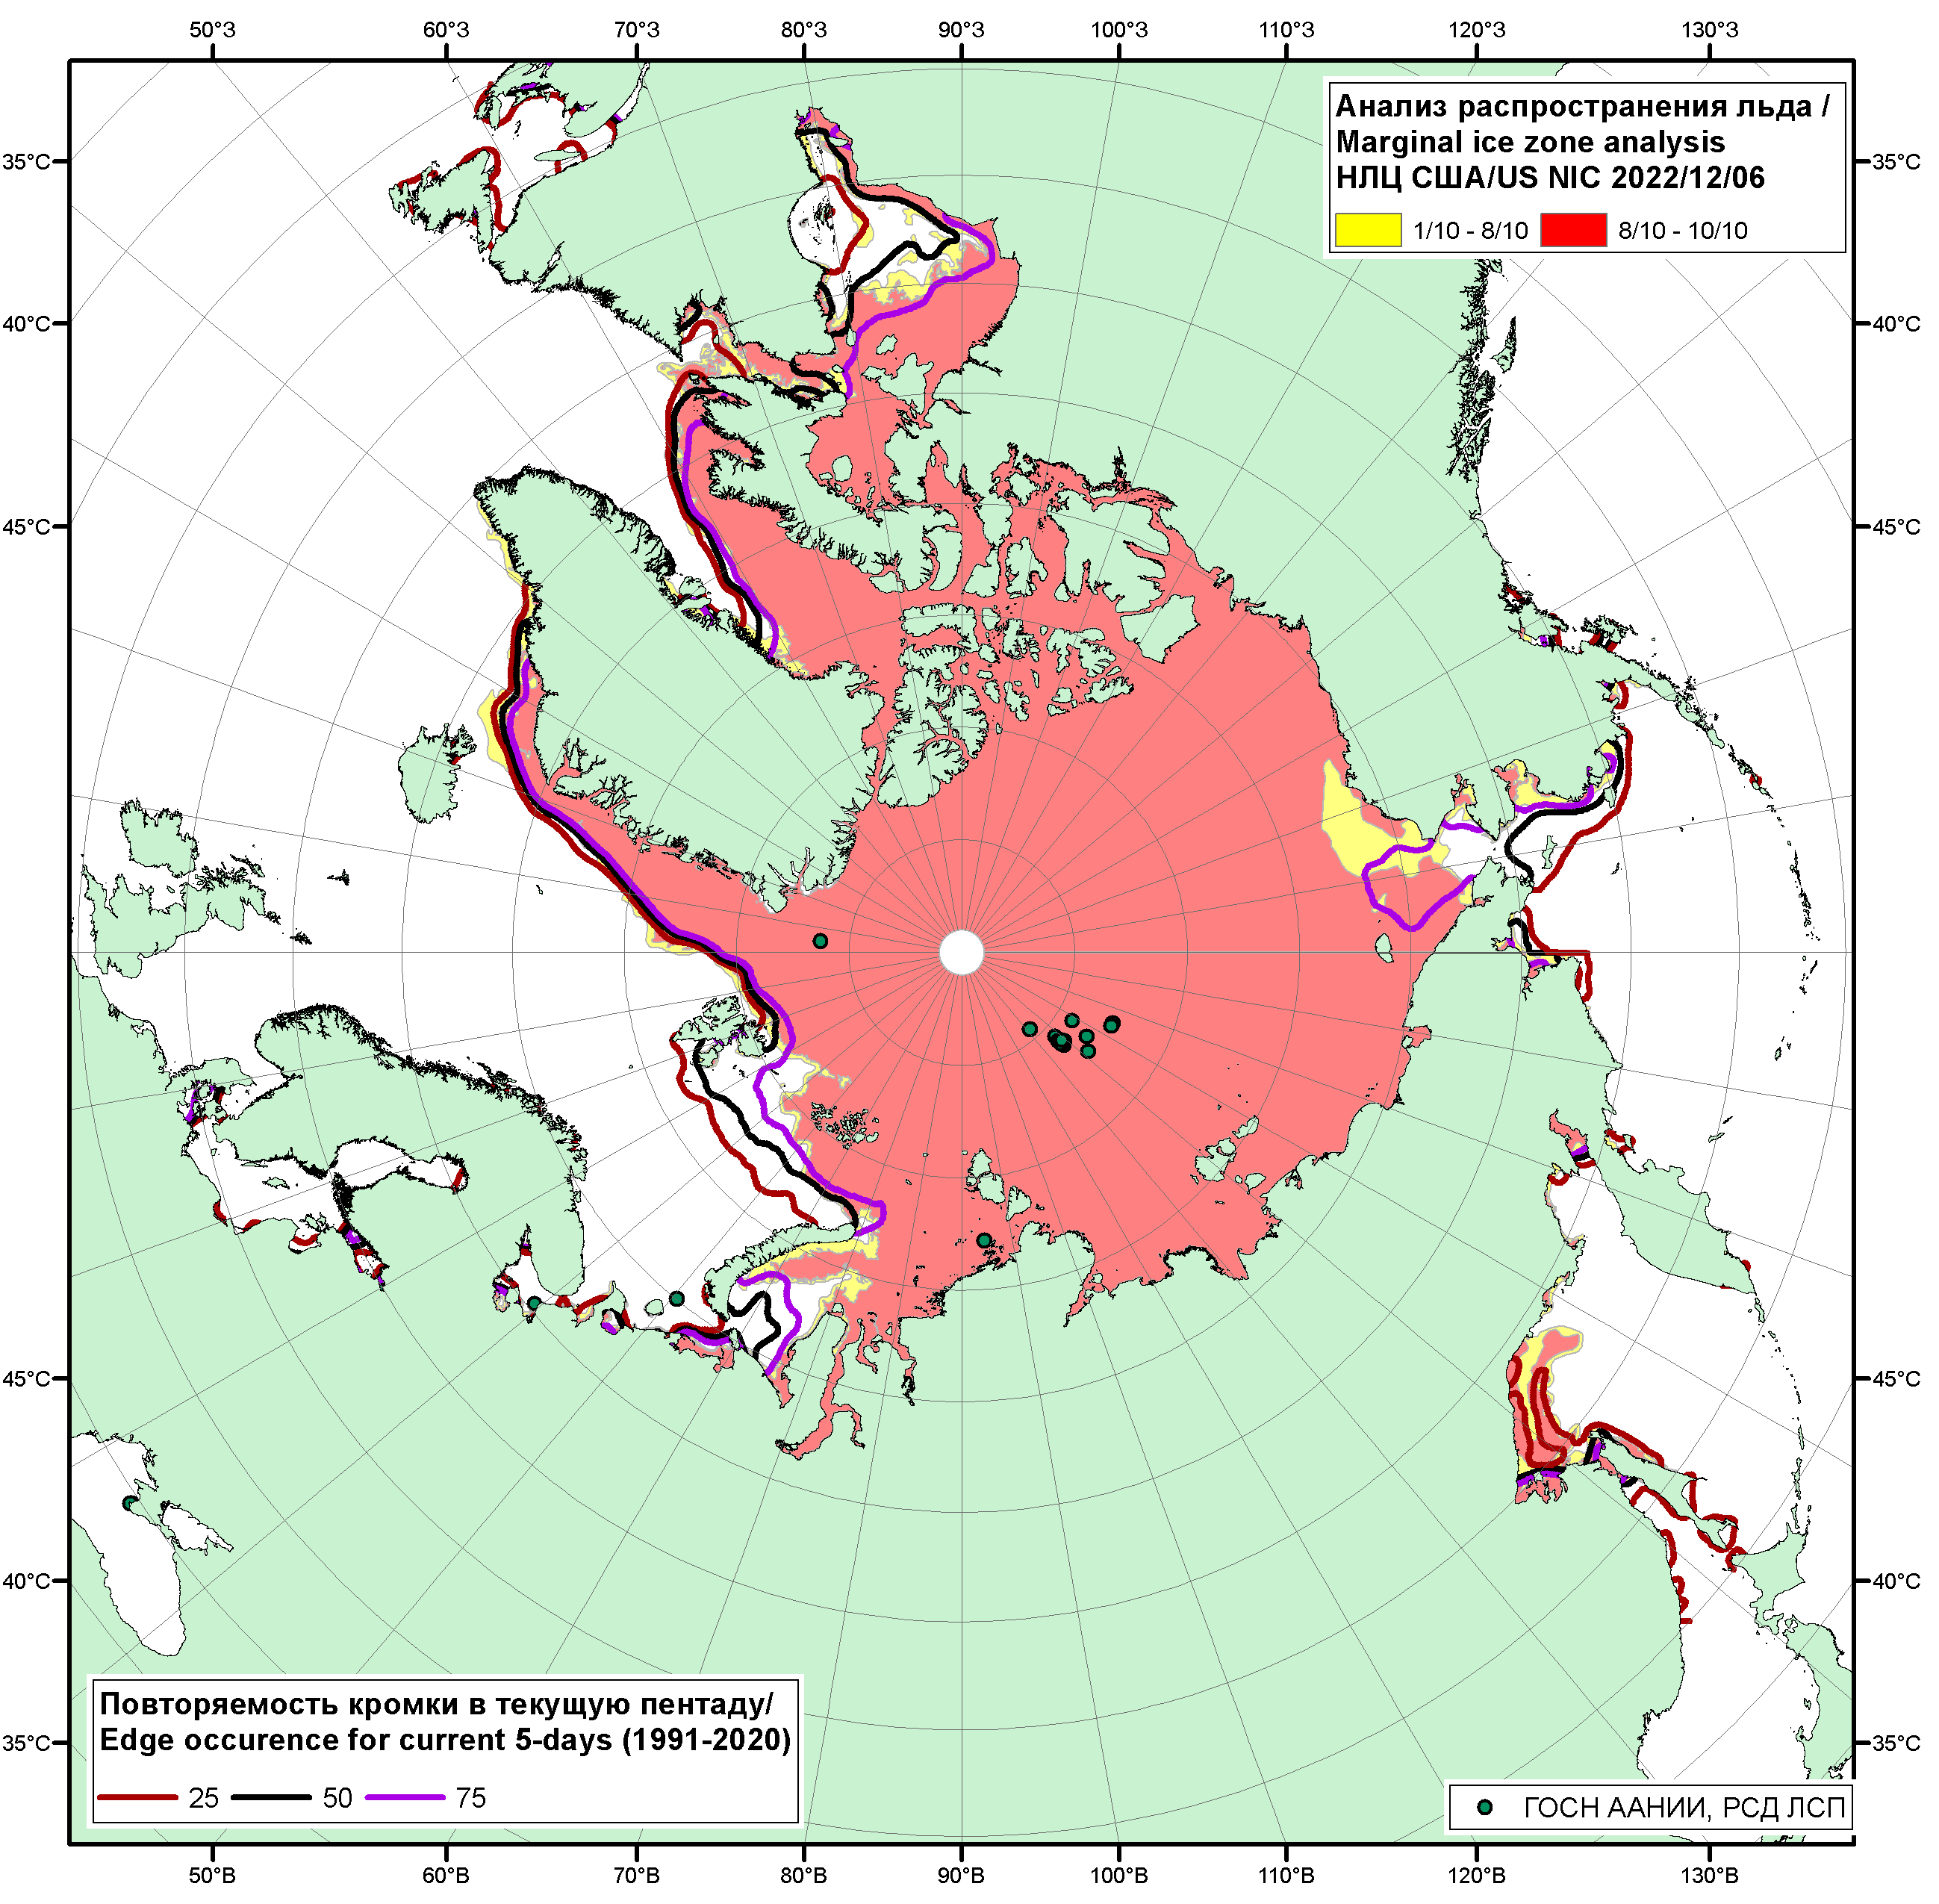 50°З 60°З 70°З 80°З 90°З 100°З 110°З 120°З 130°З
Анализ распространения льда /
Marginal ice zone analysis
НЛЦ США/US NIC 2022/12/06
1/10 - 8/10 8/10 - 10/10
35°С 35°С
40°С 40°С
45°С 45°С
45°С 45°С
40°С 40°С
35°С 35°С
Повторяемость кромки в текущую пентаду/
Edge occurence for current 5-days (1991-2020)
25 50 75
ГОСН ААНИИ, РСД ЛСП
50°В 60°В 70°В 80°В 90°В 100°В 110°В 120°В 130°В